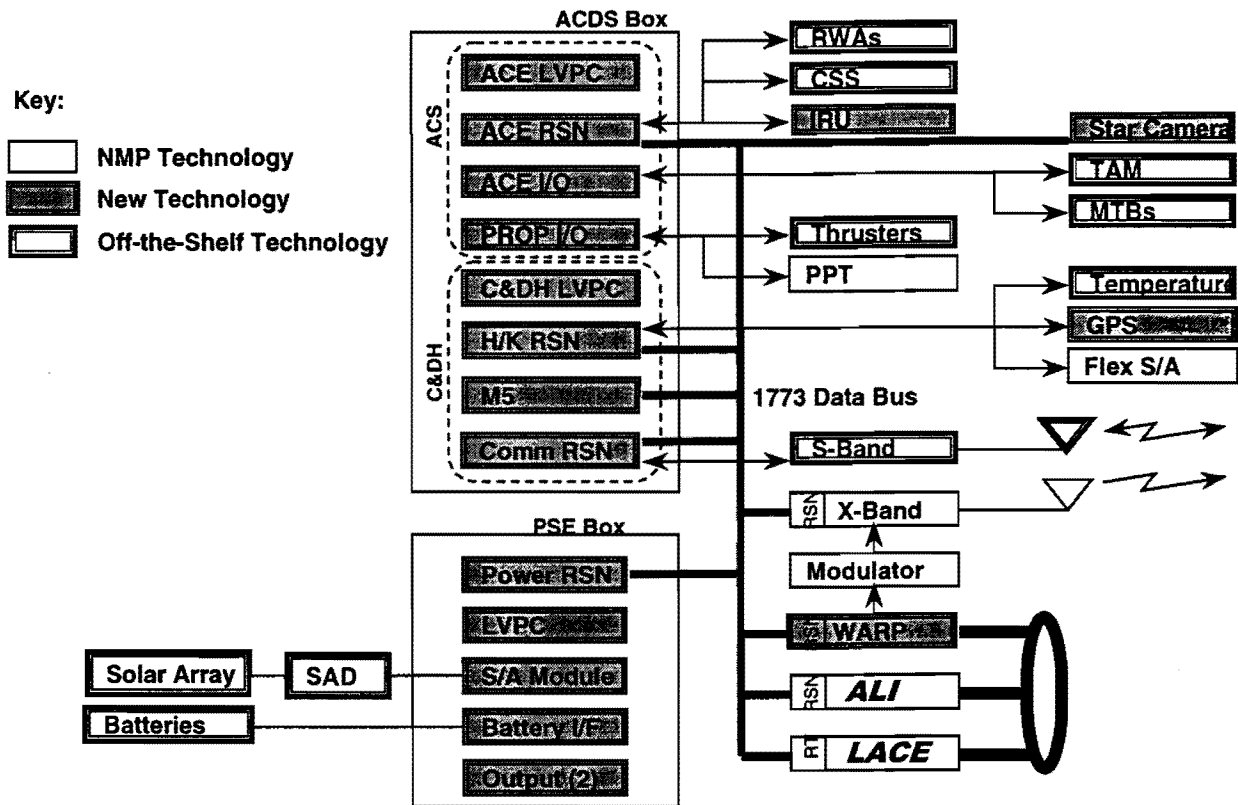 ACDS Box
Key:
NMP Technology
New Technology
Off-the-Shelf Technology
ACS
ACE LVPC
ACE RSN
ACE I/O
PROP I/O
C&DH
C&DH LVPC
H/K RSN
M5
Comm RSN
RWAs
CSS
IRU
Star Camera
TAM
MTBs
Thrusters
PPT
Temperature
GPS
Flex S/A
1773 Data Bus
S-Band
RSN
X-Band
Modulator
WARP
RSN
ALI
RT
LACE
PSE Box
Power RSN
LVPC
S/A Module
Battery I/F
Output (2)
Solar Array
SAD
Batteries